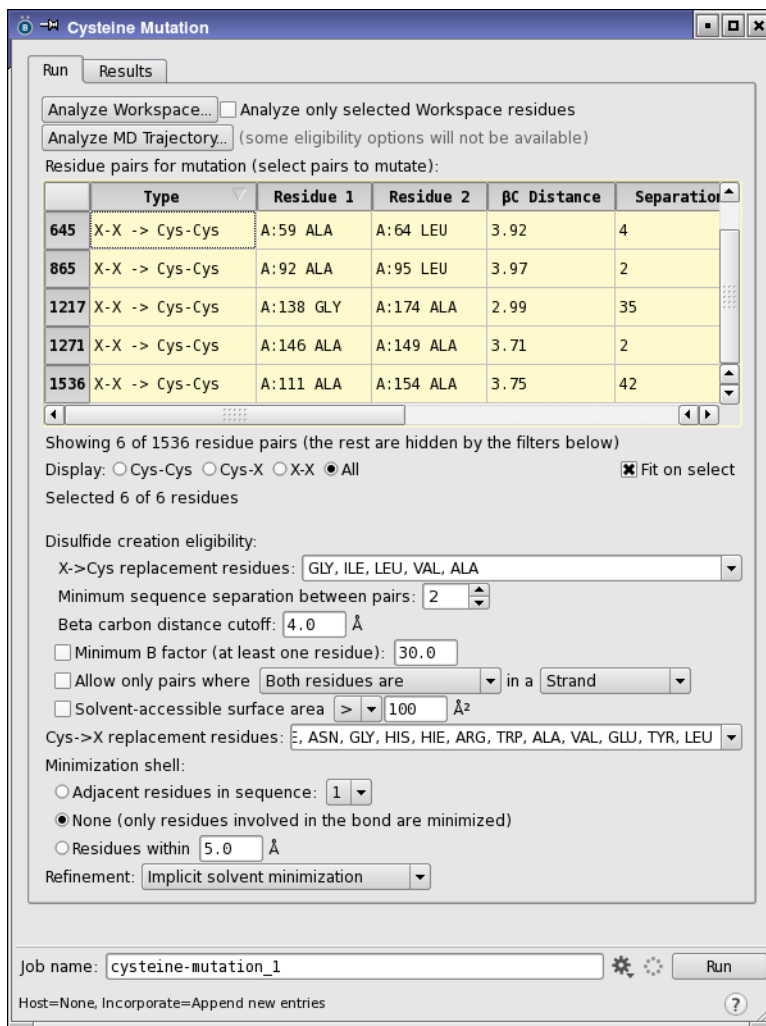 Cysteine Mutation
Run Results
Analyze Workspace... Analyze only selected Workspace residues
Analyze MD Trajectory... (some eligibility options will not be available)
Residue pairs for mutation (select pairs to mutate):
Type Residue 1 Residue 2 βC Distance Separation
645 X-X -> Cys-Cys A:59 ALA A:64 LEU 3.92 4
865 X-X -> Cys-Cys A:92 ALA A:95 LEU 3.97 2
1217 X-X -> Cys-Cys A:138 GLY A:174 ALA 2.99 35
1271 X-X -> Cys-Cys A:146 ALA A:149 ALA 3.71 2
1536 X-X -> Cys-Cys A:111 ALA A:154 ALA 3.75 42
Showing 6 of 1536 residue pairs (the rest are hidden by the filters below)
Display: Cys-Cys Cys-X X-X All Fit on select
Selected 6 of 6 residues
Disulfide creation eligibility:
X->Cys replacement residues: GLY, ILE, LEU, VAL, ALA
Minimum sequence separation between pairs: 2
Beta carbon distance cutoff: 4.0 Å
Minimum B factor (at least one residue): 30.0
Allow only pairs where Both residues are in a Strand
Solvent-accessible surface area > 100 Å²
Cys->X replacement residues: E, ASN, GLY, HIS, HIE, ARG, TRP, ALA, VAL, GLU, TYR, LEU
Minimization shell:
Adjacent residues in sequence: 1
None (only residues involved in the bond are minimized)
Residues within 5.0 Å
Refinement: Implicit solvent minimization
Job name: cysteine-mutation_1 Run
Host=None, Incorporate=Append new entries ?